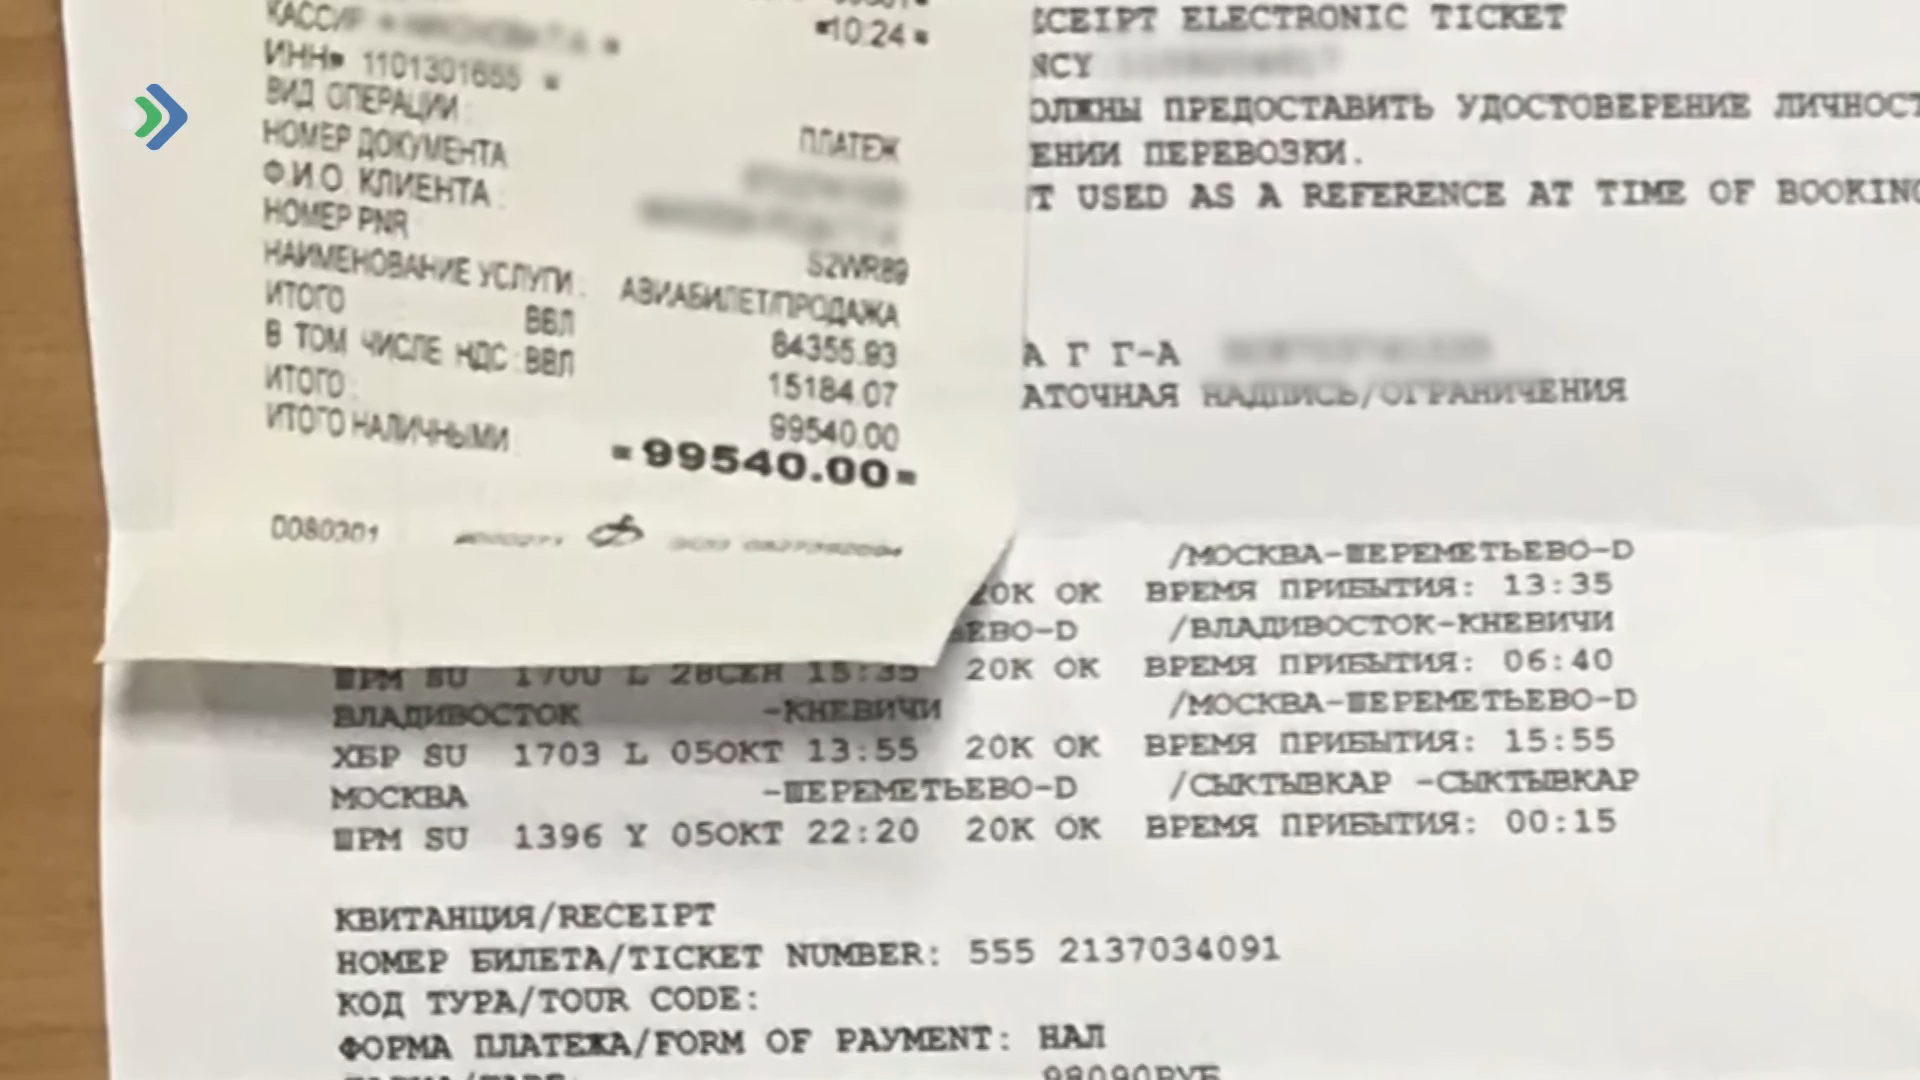 КАССИР
10:24
ИНН 1101301655
ВИД ОПЕРАЦИИ :
ПЛАТЕЖ
НОМЕР ДОКУМЕНТА
Ф.И.О. КЛИЕНТА :
НОМЕР PNR
S2WR89
НАИМЕНОВАНИЕ УСЛУГИ :
АВИАБИЛЕТ/ПРОДАЖА
ИТОГО ВВЛ 84355.93
В ТОМ ЧИСЛЕ НДС :ВВЛ 15184.07
ИТОГО : 99540.00
ИТОГО НАЛИЧНЫМИ : =99540.00=
0080301
ECEIPT ELECTRONIC TICKET
NCY
ОЛЖНЫ ПРЕДОСТАВИТЬ УДОСТОВЕРЕНИЕ ЛИЧНОСТ
ЕНИИ ПЕРЕВОЗКИ.
T USED AS A REFERENCE AT TIME OF BOOKING
А Г Г-А
АТОЧНАЯ НАДПИСЬ/ОГРАНИЧЕНИЯ
/МОСКВА-ШЕРЕМЕТЬЕВО-D
20К ОК ВРЕМЯ ПРИБЫТИЯ: 13:35
ЬЕВО-D /ВЛАДИВОСТОК-КНЕВИЧИ
ШРМ SU 1700 L 28СЕН 15:35 20К ОК ВРЕМЯ ПРИБЫТИЯ: 06:40
ВЛАДИВОСТОК -КНЕВИЧИ /МОСКВА-ШЕРЕМЕТЬЕВО-D
ХБР SU 1703 L 05ОКТ 13:55 20К ОК ВРЕМЯ ПРИБЫТИЯ: 15:55
МОСКВА -ШЕРЕМЕТЬЕВО-D /СЫКТЫВКАР -СЫКТЫВКАР
ШРМ SU 1396 Y 05ОКТ 22:20 20К ОК ВРЕМЯ ПРИБЫТИЯ: 00:15
КВИТАНЦИЯ/RECEIPT
НОМЕР БИЛЕТА/TICKET NUMBER: 555 2137034091
КОД ТУРА/TOUR CODE:
ФОРМА ПЛАТЕЖА/FORM OF PAYMENT: НАЛ
98090РУБ